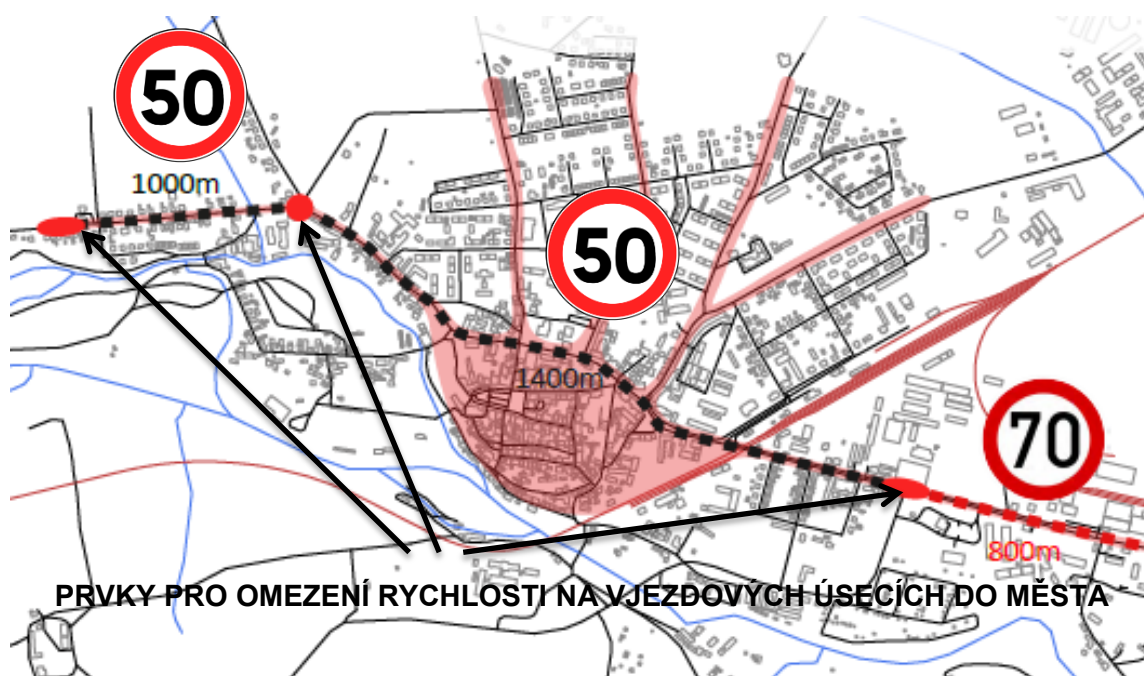 50
1000m
50
1400m
70
800m
PRVKY PRO OMEZENÍ RYCHLOSTI NA VJEZDOVÝCH ÚSECÍCH DO MĚSTA